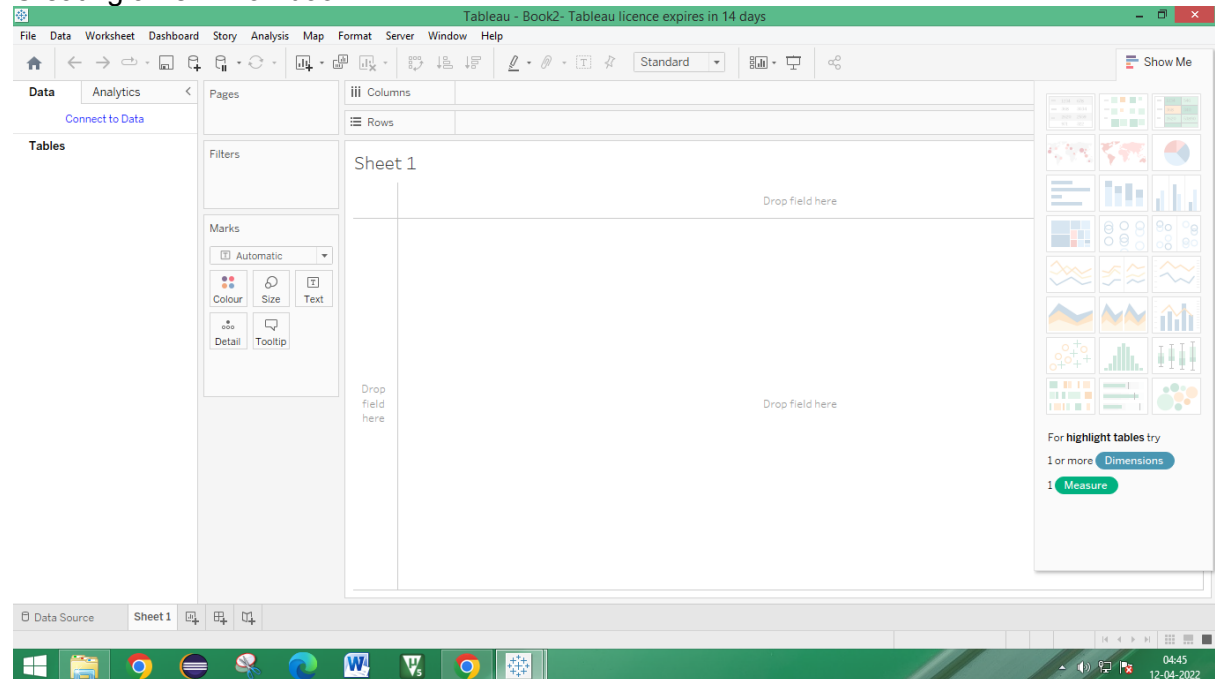 Tableau - Book2- Tableau licence expires in 14 days
File Data Worksheet Dashboard Story Analysis Map Format Server Window Help
Standard
Show Me
Data Analytics
Pages
Columns
Connect to Data
Rows
Tables
Filters
Sheet 1
Drop field here
Marks
Automatic
Colour Size Text
Detail Tooltip
Drop
field
here
Drop field here
For highlight tables try
1 or more Dimensions
1 Measure
Data Source Sheet 1
04:45
12-04-2022